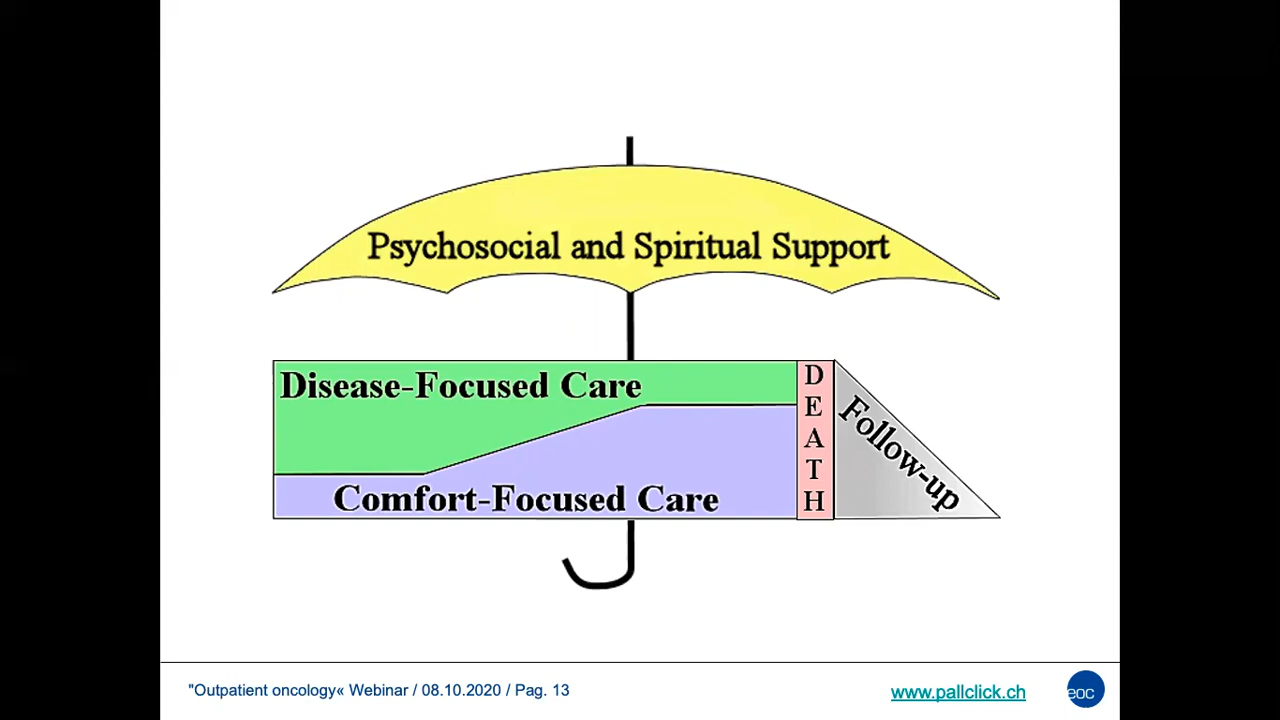 Psychosocial and Spiritual Support
Disease-Focused Care
Comfort-Focused Care
DEATH
Follow-up
"Outpatient oncology« Webinar / 08.10.2020 / Pag. 13
www.pallclick.ch
eoc